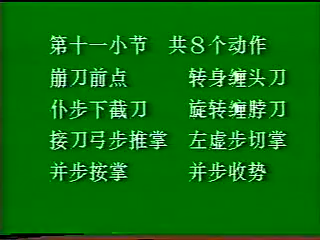 第十一小节 共8个动作
崩刀前点 转身缠头刀
仆步下截刀 旋转缠脖刀
接刀弓步推掌 左虚步切掌
并步按掌 并步收势